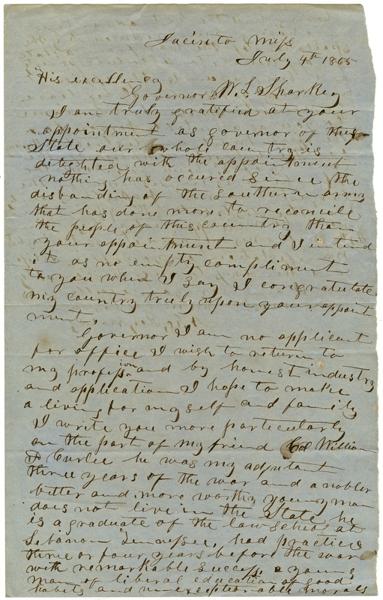 Jacinto Miss
July 4th 1865
His excellency
Governor W. L. Sharkey
I am truly gratified at your
appointment as governor of this
State our whole country is
delighted with the appointment
nothing has occured since the
disbanding of the Southern army
that has done more to reconcile
the people of this country than
your appointment and I intend
it as no empty compliment
to you when I say I congratulate
my country truly upon your appoint
ment.
Governor I am no applicant
for office I wish to return to
my profession and by honest industry
and application I hope to make
a living for my self and family
I write you more particularly
on the part of my friend Col William
Curlee he was my adjutant
three years of the war and a nobler
better and more worthy young man
does not live in the State he
is a graduate of the law school at
Lebanon Tennessee, had practiced
three or four years before the war
with remarkable success a young
man of liberal education of good
habits and unexceptionable morals